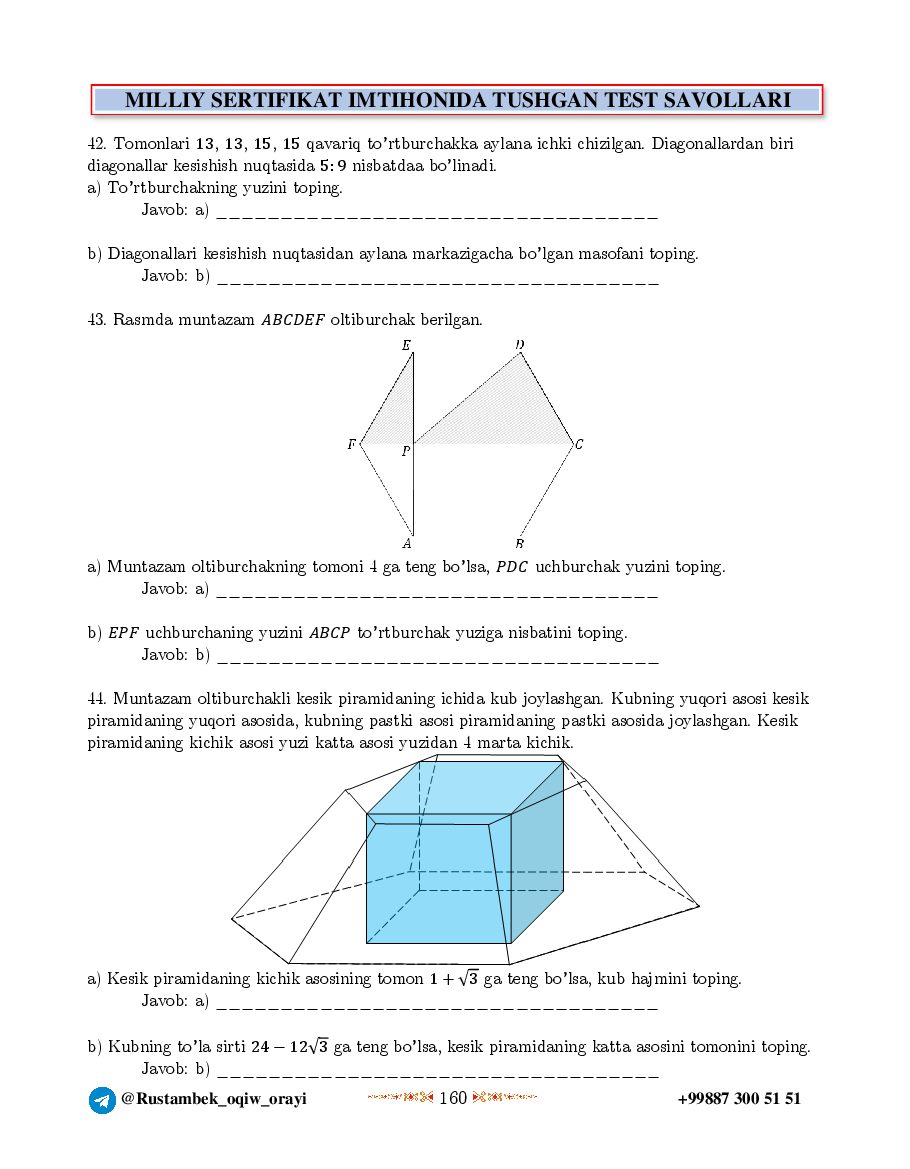 MILLIY SERTIFIKAT IMTIHONIDA TUSHGAN TEST SAVOLLARI
42. Tomonlari 13, 13, 15, 15 qavariq to’rtburchakka aylana ichki chizilgan. Diagonallardan biri
diagonallar kesishish nuqtasida 5:9 nisbatdaa bo’linadi.
a) To’rtburchakning yuzini toping.
Javob: a) __________________________________
b) Diagonallari kesishish nuqtasidan aylana markazigacha bo’lgan masofani toping.
Javob: b) __________________________________
43. Rasmda muntazam ABCDEF oltiburchak berilgan.
E D
F P C
A B
a) Muntazam oltiburchakning tomoni 4 ga teng bo’lsa, PDC uchburchak yuzini toping.
Javob: a) __________________________________
b) EPF uchburchaning yuzini ABCP to’rtburchak yuziga nisbatini toping.
Javob: b) __________________________________
44. Muntazam oltiburchakli kesik piramidaning ichida kub joylashgan. Kubning yuqori asosi kesik
piramidaning yuqori asosida, kubning pastki asosi piramidaning pastki asosida joylashgan. Kesik
piramidaning kichik asosi yuzi katta asosi yuzidan 4 marta kichik.
a) Kesik piramidaning kichik asosining tomon 1 + √3 ga teng bo’lsa, kub hajmini toping.
Javob: a) __________________________________
b) Kubning to’la sirti 24 − 12√3 ga teng bo’lsa, kesik piramidaning katta asosini tomonini toping.
Javob: b) __________________________________
@Rustambek_oqiw_orayi 160 +99887 300 51 51